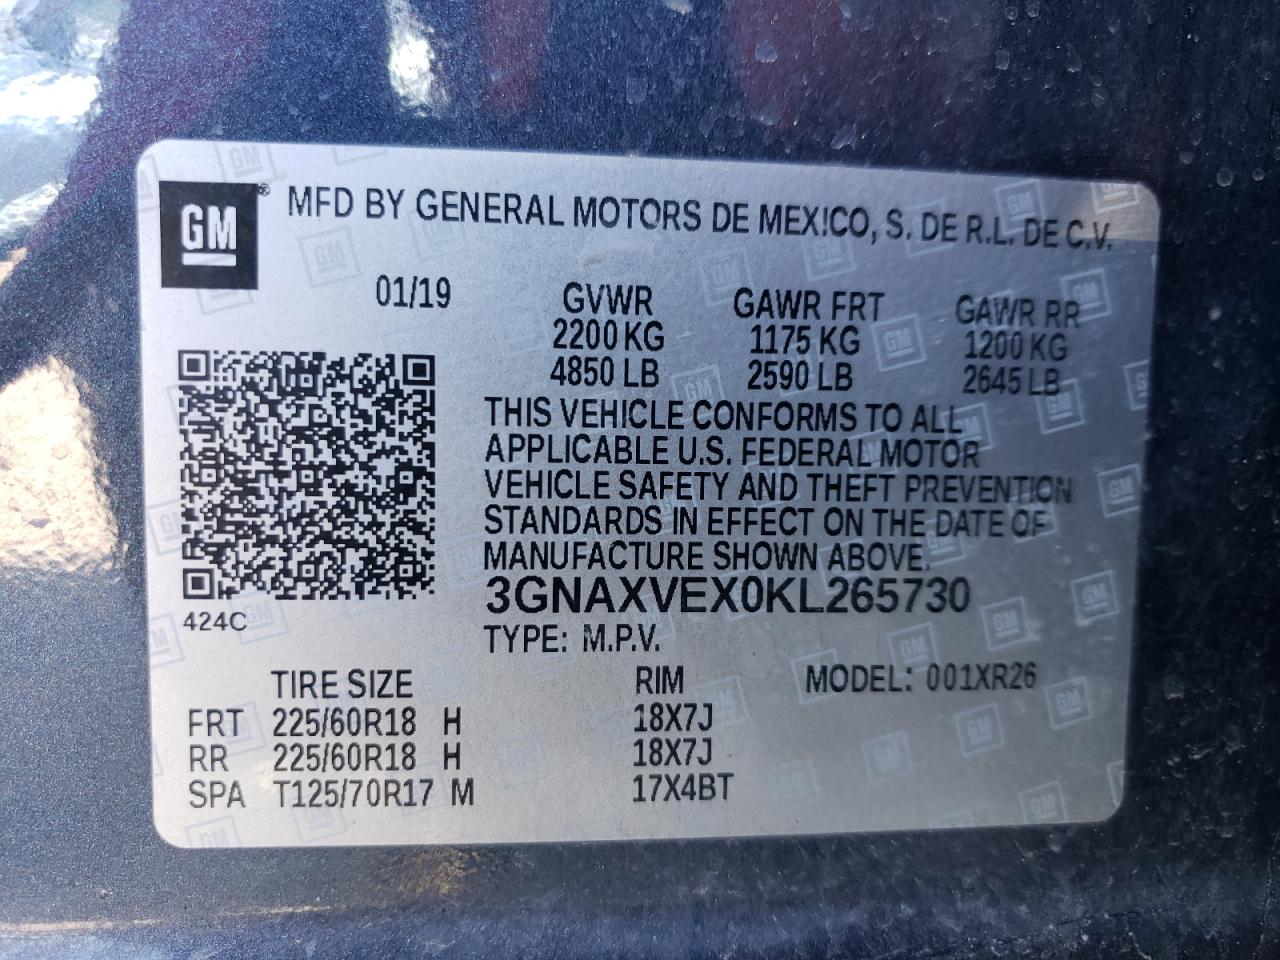 GM® MFD BY GENERAL MOTORS DE MEXICO, S. DE R.L. DE C.V.
01/19 GVWR GAWR FRT GAWR RR
2200 KG 1175 KG 1200 KG
4850 LB 2590 LB 2645 LB
THIS VEHICLE CONFORMS TO ALL
APPLICABLE U.S. FEDERAL MOTOR
VEHICLE SAFETY AND THEFT PREVENTION
STANDARDS IN EFFECT ON THE DATE OF
MANUFACTURE SHOWN ABOVE.
3GNAXVEX0KL265730
424C
TYPE: M.P.V.
TIRE SIZE RIM MODEL: 001XR26
FRT 225/60R18 H 18X7J
RR 225/60R18 H 18X7J
SPA T125/70R17 M 17X4BT